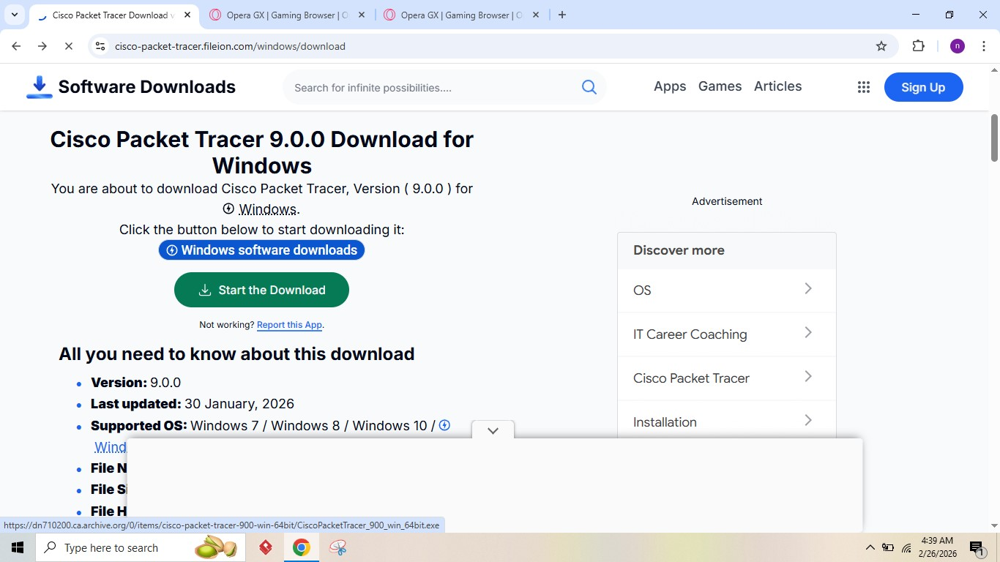 Cisco Packet Tracer Download v
Opera GX | Gaming Browser | O
Opera GX | Gaming Browser | O
cisco-packet-tracer.fileion.com/windows/download
n
Software Downloads
Search for infinite possibilities....
Apps
Games
Articles
Sign Up
Cisco Packet Tracer 9.0.0 Download for
Windows
You are about to download Cisco Packet Tracer, Version ( 9.0.0 ) for
Windows.
Click the button below to start downloading it:
Windows software downloads
Start the Download
Not working? Report this App.
All you need to know about this download
Version: 9.0.0
Last updated: 30 January, 2026
Supported OS: Windows 7 / Windows 8 / Windows 10 /
Wind
File N
File Si
File H
Advertisement
Discover more
OS
IT Career Coaching
Cisco Packet Tracer
Installation
https://dn710200.ca.archive.org/0/items/cisco-packet-tracer-900-win-64bit/CiscoPacketTracer_900_win_64bit.exe
Type here to search
4:39 AM
2/26/2026
1